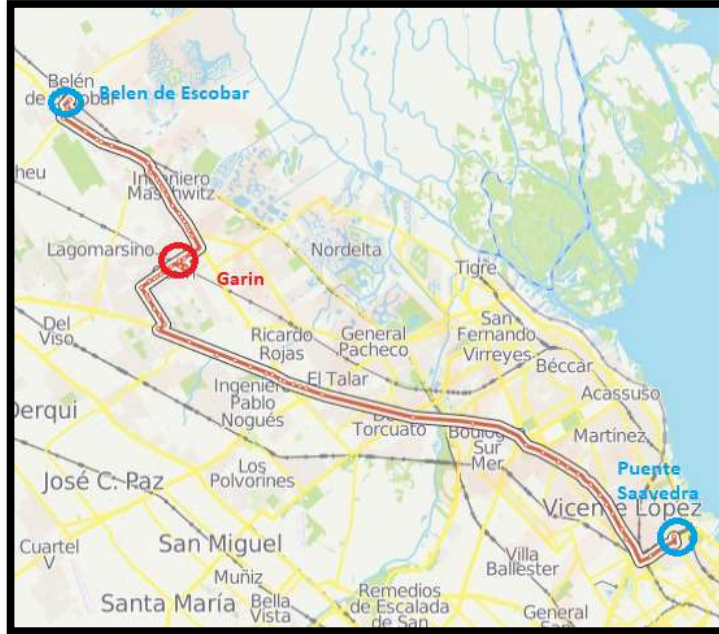 Belén
de Escobar
Belen de Escobar
heu
Ingeniero
Maschwitz
Lagomarsino
Garin
Nordelta
Tigre
Del
Viso
Ricardo
Rojas
General
Pacheco
San
Fernando
Virreyes
Béccar
Acassuso
Ingeniero
Pablo
Nogués
El Talar
Derqui
Don
Torcuato
Boulogne
Sur
Mer
Martínez
Los
Polvorines
Puente
Saavedra
José C. Paz
Vicente López
Cuartel
V
San Miguel
Villa
Ballester
Muñiz
Santa María
Bella
Vista
Remedios
de Escalada
de San
General
San